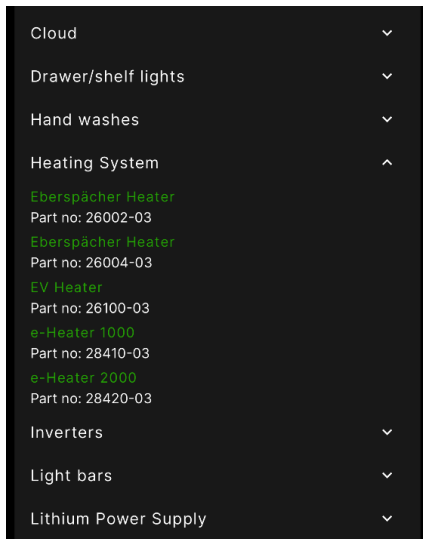 Cloud
Drawer/shelf lights
Hand washes
Heating System
Eberspächer Heater
Part no: 26002-03
Eberspächer Heater
Part no: 26004-03
EV Heater
Part no: 26100-03
e-Heater 1000
Part no: 28410-03
e-Heater 2000
Part no: 28420-03
Inverters
Light bars
Lithium Power Supply